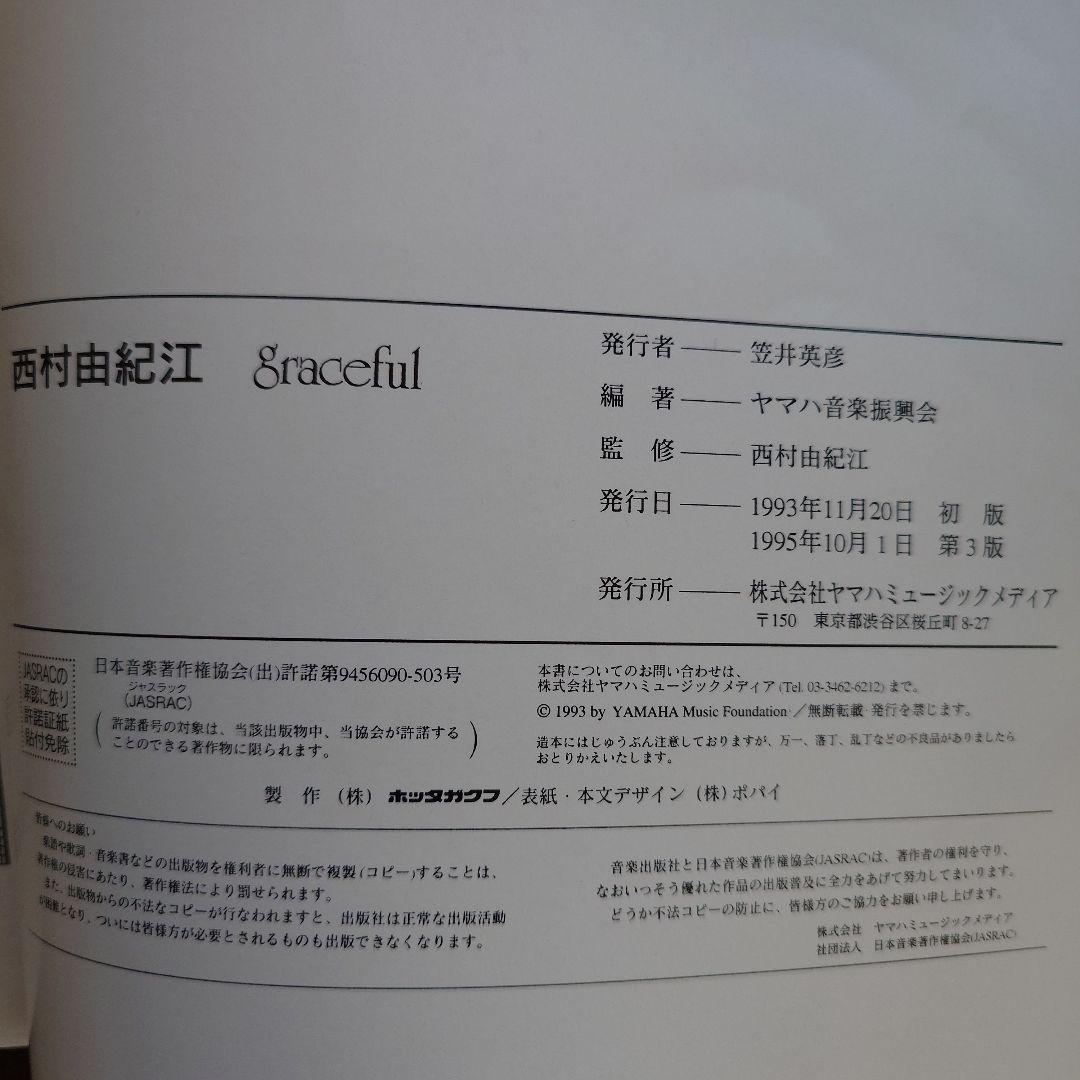 西村由紀江 graceful
発行者 ―― 笠井英彦
編 著 ―― ヤマハ音楽振興会
監 修 ―― 西村由紀江
発行日 ―― 1993年11月20日 初 版
1995年10月1日 第3版
発行所 ―― 株式会社ヤマハミュージックメディア
〒150 東京都渋谷区桜丘町8-27
JASRACの
承認に依り
許諾証紙
貼付免除
日本音楽著作権協会(出)許諾第9456090-503号
ジャスラック
(JASRAC)
(許諾番号の対象は、当該出版物中、当協会が許諾する
ことのできる著作物に限られます。)
本書についてのお問い合わせは、
株式会社ヤマハミュージックメディア(Tel. 03-3462-6212)まで。
© 1993 by YAMAHA Music Foundation／無断転載·発行を禁じます。
造本にはじゅうぶん注意しておりますが、万一、落丁、乱丁などの不良品がありましたら
おとりかえいたします。
製 作 (株) ホッタガクフ／表紙・本文デザイン (株) ポパイ
皆様へのお願い
楽譜や歌詞・音楽書などの出版物を権利者に無断で複製(コピー)することは、
著作権の侵害にあたり、著作権法により罰せられます。
また、出版物からの不法なコピーが行なわれますと、出版社は正常な出版活動
が困難となり、ついには皆様方が必要とされるものも出版できなくなります。
音楽出版社と日本音楽著作権協会(JASRAC)は、著作者の権利を守り、
なおいっそう優れた作品の出版普及に全力をあげて努力してまいります。
どうか不法コピーの防止に、皆様方のご協力をお願い申し上げます。
株式会社 ヤマハミュージックメディア
社団法人 日本音楽著作権協会(JASRAC)